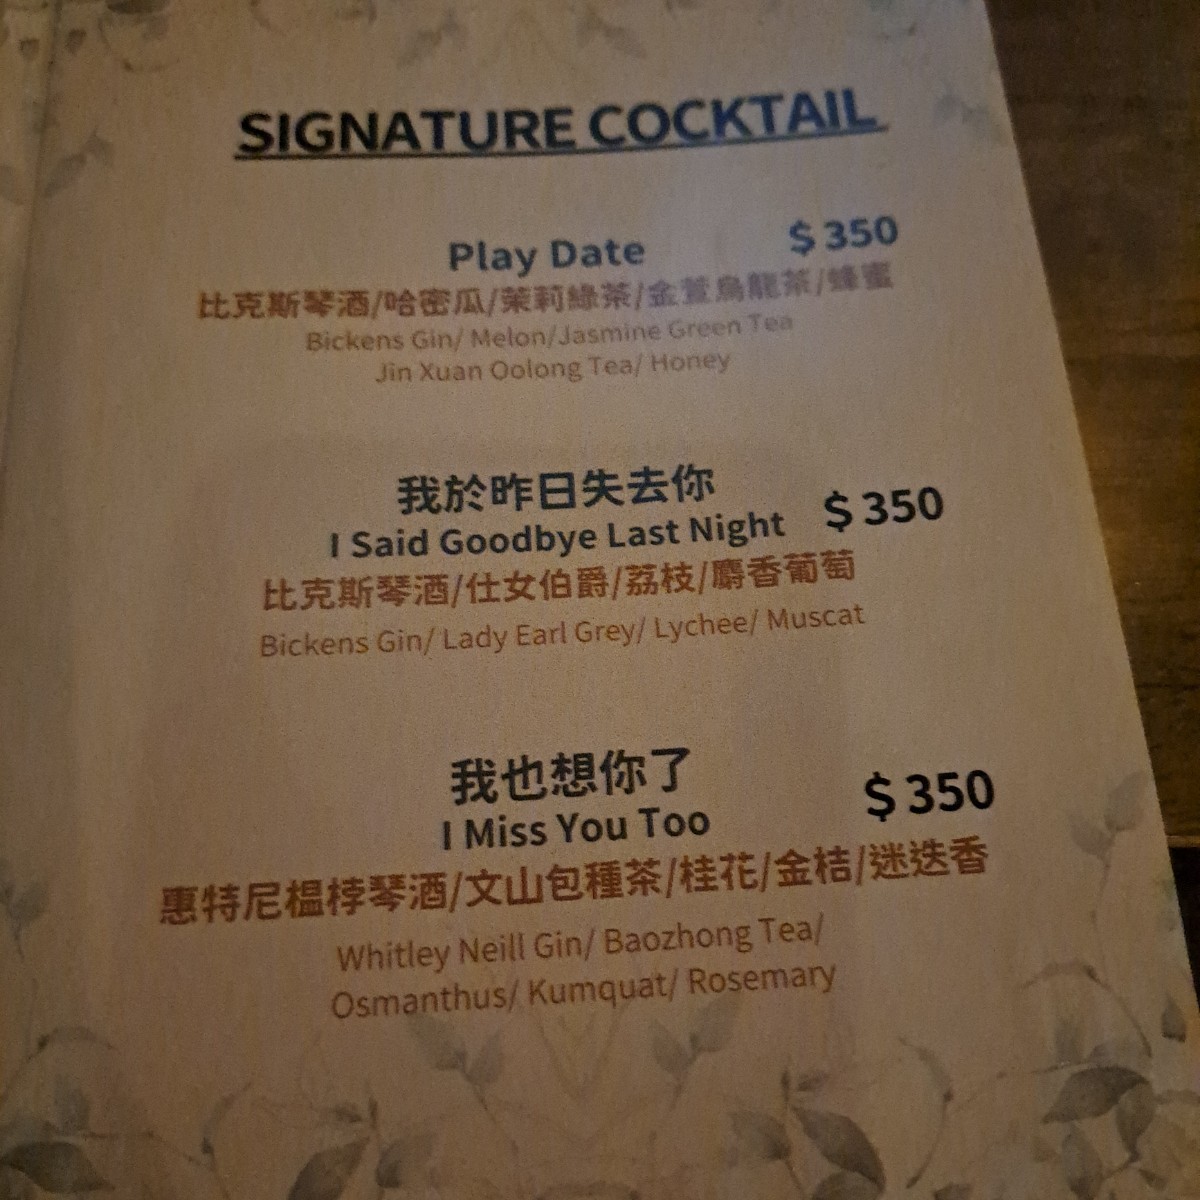 SIGNATURE COCKTAIL
Play Date $350
比克斯琴酒/哈密瓜/茉莉綠茶/金萱烏龍茶/蜂蜜
Bickens Gin/ Melon/Jasmine Green Tea
Jin Xuan Oolong Tea/ Honey
我於昨日失去你
I Said Goodbye Last Night $350
比克斯琴酒/仕女伯爵/荔枝/麝香葡萄
Bickens Gin/ Lady Earl Grey/ Lychee/ Muscat
我也想你了
I Miss You Too $350
惠特尼榲桲琴酒/文山包種茶/桂花/金桔/迷迭香
Whitley Neill Gin/ Baozhong Tea/
Osmanthus/ Kumquat/ Rosemary